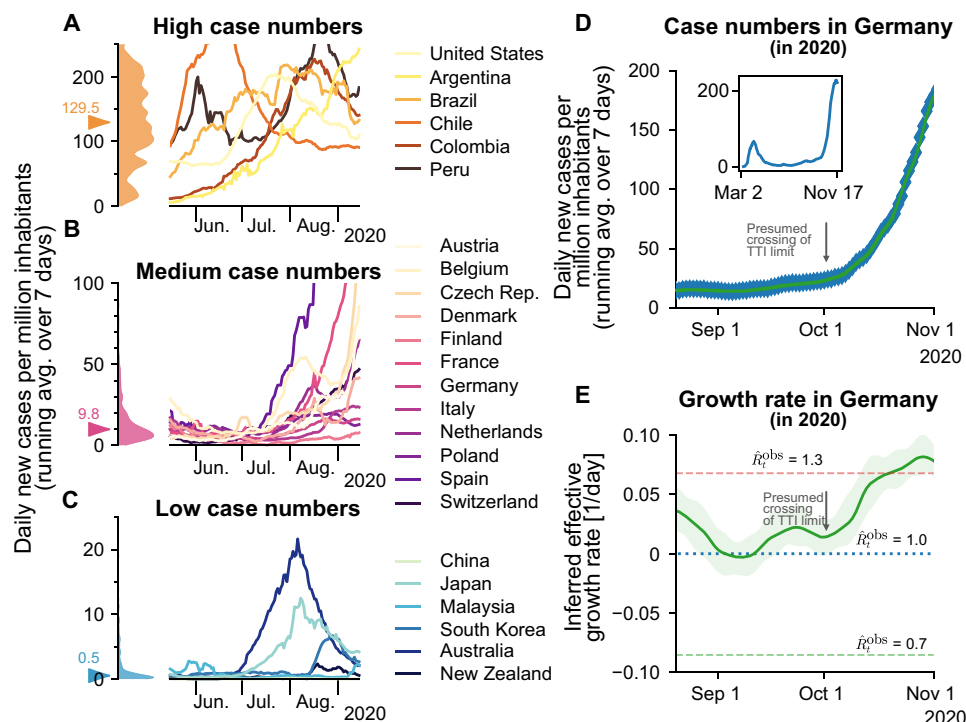 A
High case numbers
200
129.5
100
0
Jun.
Jul.
Aug.
2020
United States
Argentina
Brazil
Chile
Colombia
Peru
Daily new cases per million inhabitants
(running avg. over 7 days)
B
Medium case numbers
100
50
9.8
0
Jun.
Jul.
Aug.
2020
Austria
Belgium
Czech Rep.
Denmark
Finland
France
Germany
Italy
Netherlands
Poland
Spain
Switzerland
C
Low case numbers
20
10
0.5
0
Jun.
Jul.
Aug.
2020
China
Japan
Malaysia
South Korea
Australia
New Zealand
D
Case numbers in Germany
(in 2020)
Daily new cases per
million inhabitants
(running avg. over 7 days)
200
150
100
50
0
200
0
Mar 2
Nov 17
Presumed
crossing of
TTI limit
Sep 1
Oct 1
Nov 1
2020
E
Growth rate in Germany
(in 2020)
Inferred effective
growth rate [1/day]
0.10
0.05
0
−0.05
−0.10
R̂ₜᵒᵇˢ = 1.3
Presumed
crossing
of TTI limit
R̂ₜᵒᵇˢ = 1.0
R̂ₜᵒᵇˢ = 0.7
Sep 1
Oct 1
Nov 1
2020